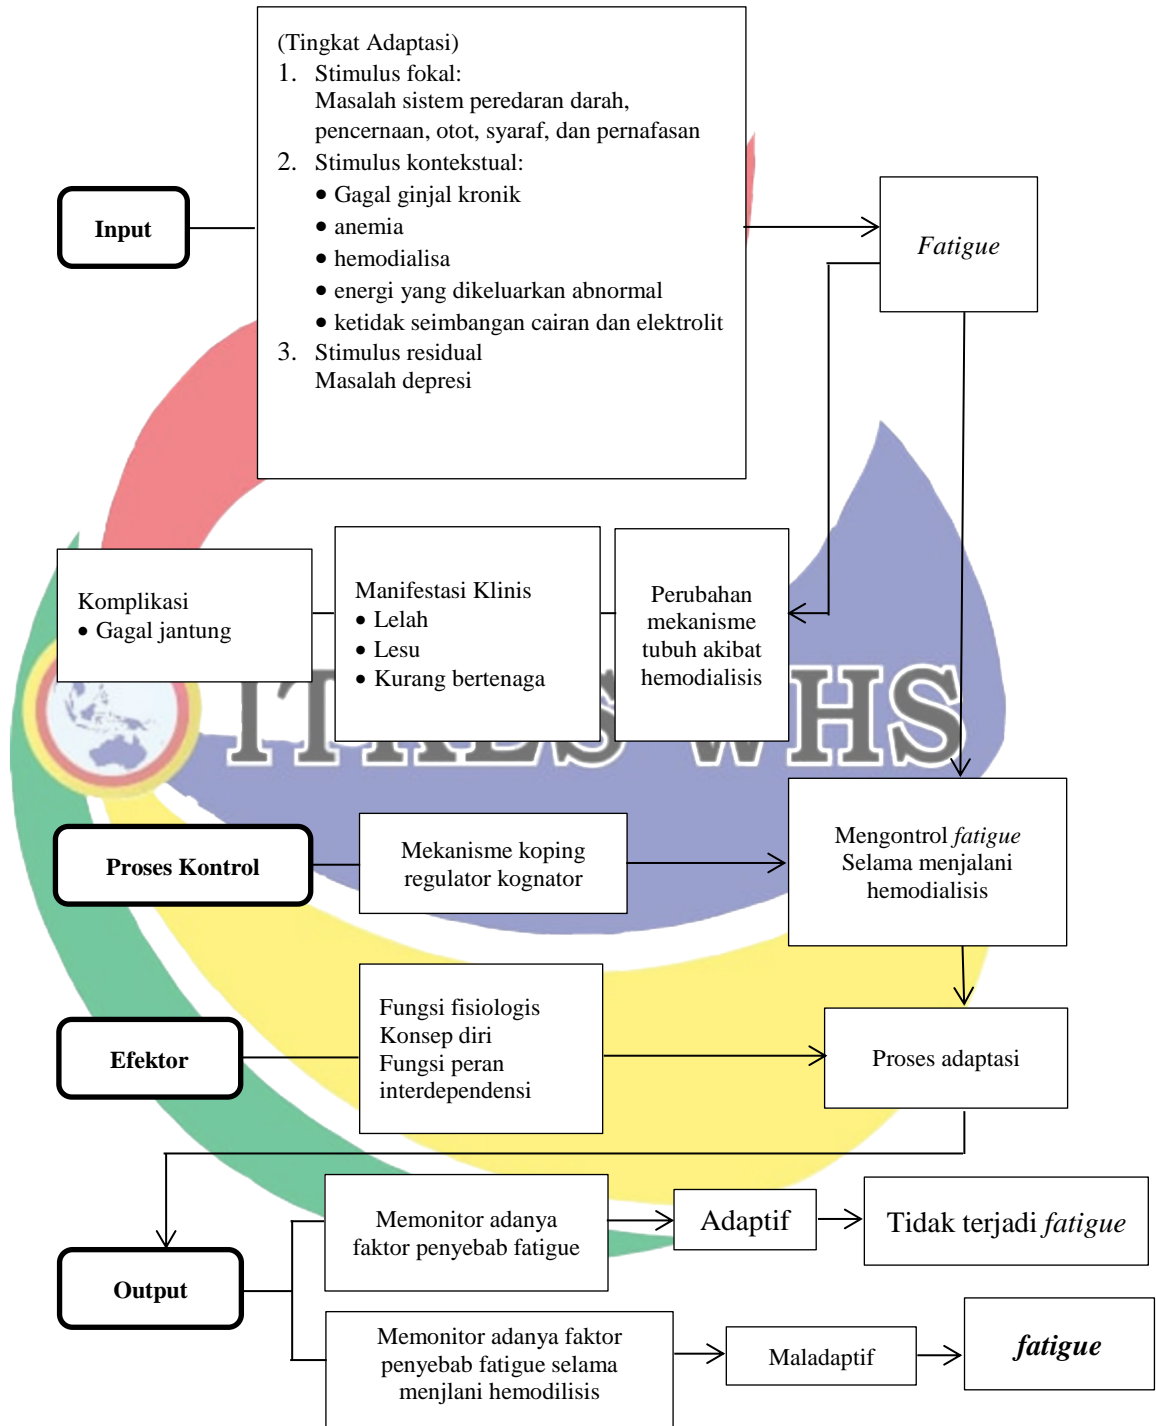 (Tingkat Adaptasi)
1. Stimulus fokal:
Masalah sistem peredaran darah,
pencernaan, otot, syaraf, dan pernafasan
2. Stimulus kontekstual:
• Gagal ginjal kronik
• anemia
• hemodialisa
• energi yang dikeluarkan abnormal
• ketidak seimbangan cairan dan elektrolit
3. Stimulus residual
Masalah depresi
Input
Fatigue
Komplikasi
• Gagal jantung
Manifestasi Klinis
• Lelah
• Lesu
• Kurang bertenaga
Perubahan
mekanisme
tubuh akibat
hemodialisis
ITKES WHS
Proses Kontrol
Mekanisme koping
regulator kognator
Mengontrol fatigue
Selama menjalani
hemodialisis
Efektor
Fungsi fisiologis
Konsep diri
Fungsi peran
interdependensi
Proses adaptasi
Output
Memonitor adanya
faktor penyebab fatigue
Adaptif
Tidak terjadi fatigue
Memonitor adanya faktor
penyebab fatigue selama
menjlani hemodilisis
Maladaptif
fatigue